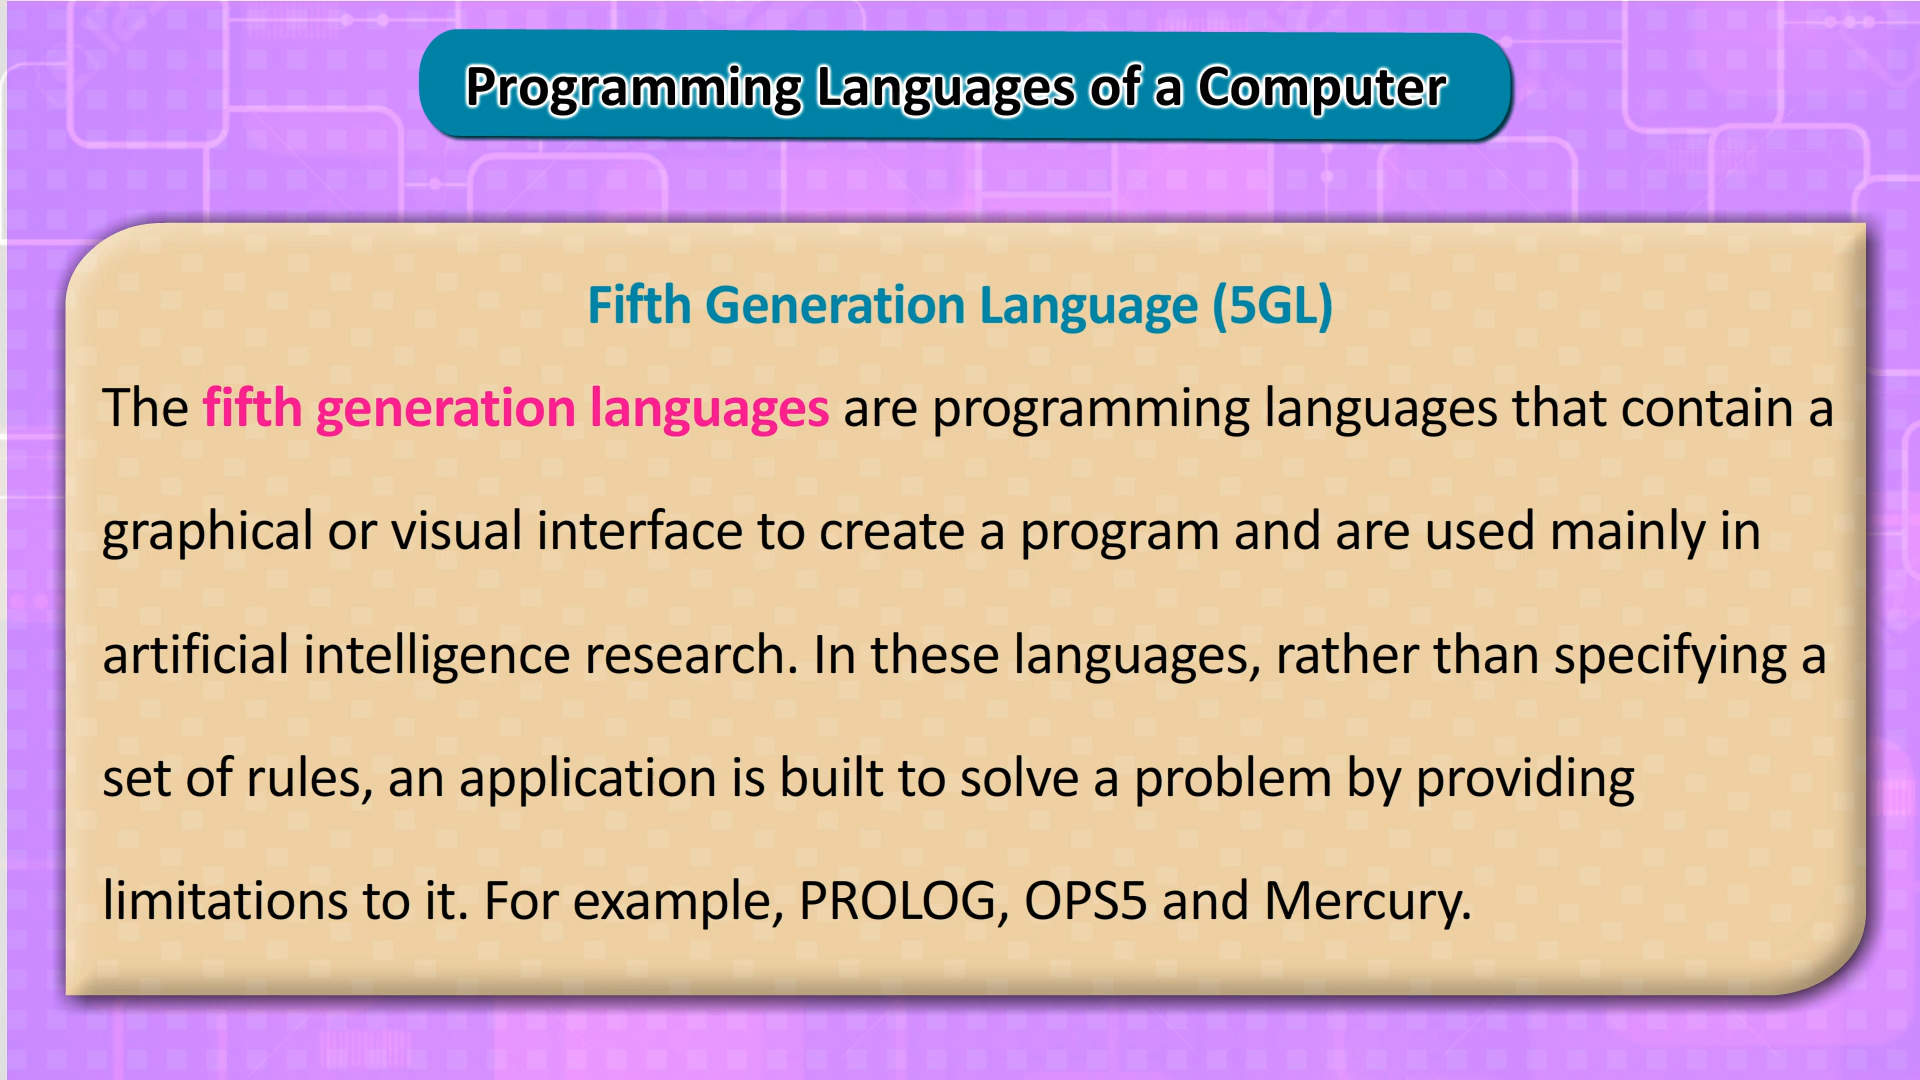 Programming Languages of a Computer
Fifth Generation Language (5GL)
The fifth generation languages are programming languages that contain a
graphical or visual interface to create a program and are used mainly in
artificial intelligence research. In these languages, rather than specifying a
set of rules, an application is built to solve a problem by providing
limitations to it. For example, PROLOG, OPS5 and Mercury.